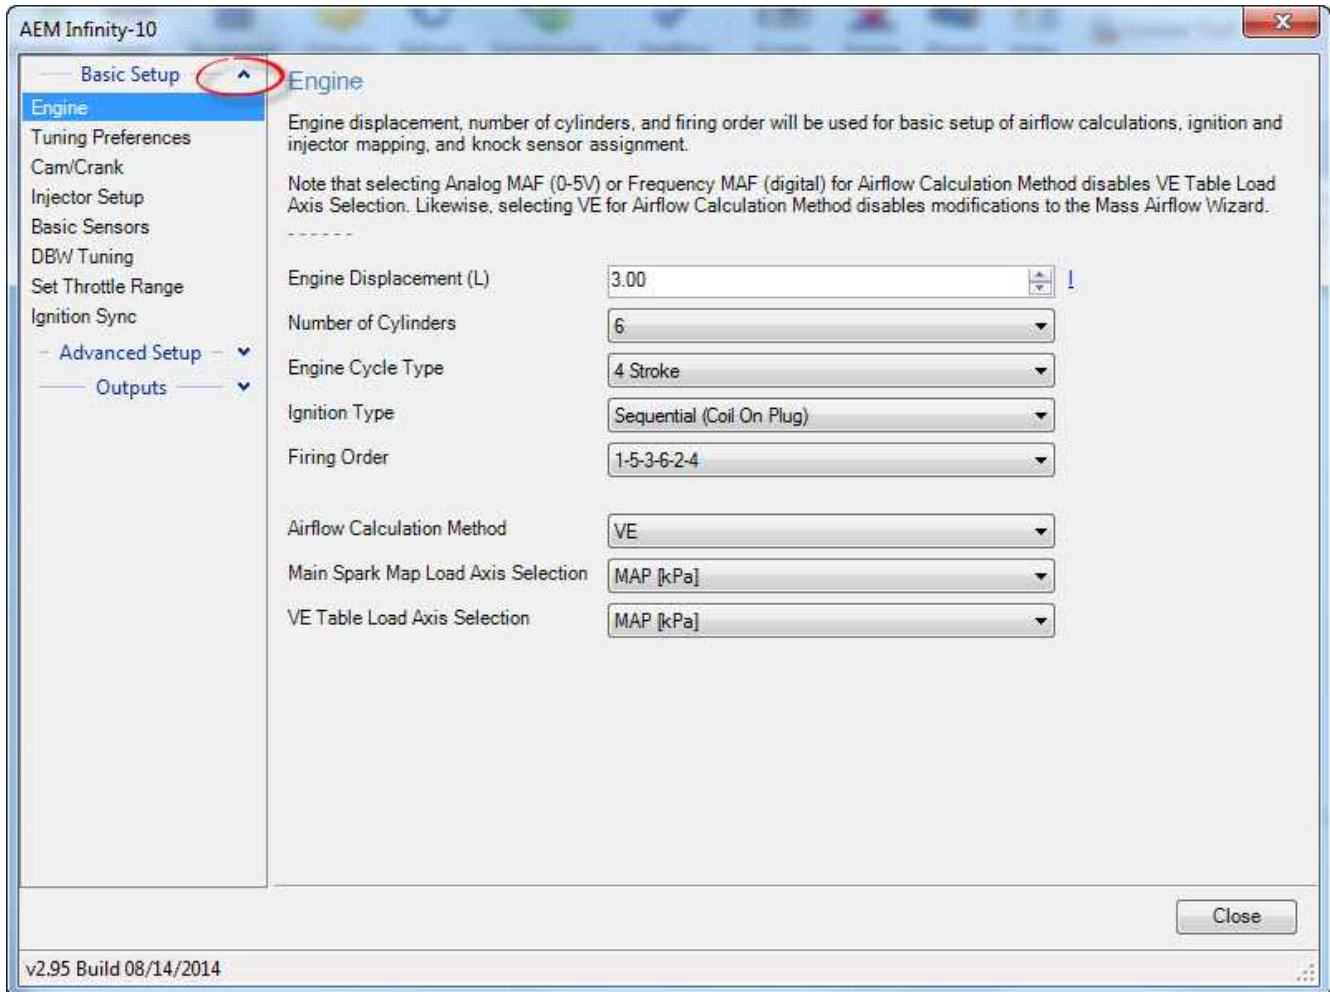 AEM Infinity-10
Basic Setup
Engine
Tuning Preferences
Cam/Crank
Injector Setup
Basic Sensors
DBW Tuning
Set Throttle Range
Ignition Sync
Advanced Setup
Outputs
Engine
Engine displacement, number of cylinders, and firing order will be used for basic setup of airflow calculations, ignition and
injector mapping, and knock sensor assignment.
Note that selecting Analog MAF (0-5V) or Frequency MAF (digital) for Airflow Calculation Method disables VE Table Load
Axis Selection. Likewise, selecting VE for Airflow Calculation Method disables modifications to the Mass Airflow Wizard.
- - - - - -
Engine Displacement (L) 3.00 l
Number of Cylinders 6
Engine Cycle Type 4 Stroke
Ignition Type Sequential (Coil On Plug)
Firing Order 1-5-3-6-2-4
Airflow Calculation Method VE
Main Spark Map Load Axis Selection MAP [kPa]
VE Table Load Axis Selection MAP [kPa]
Close
v2.95 Build 08/14/2014